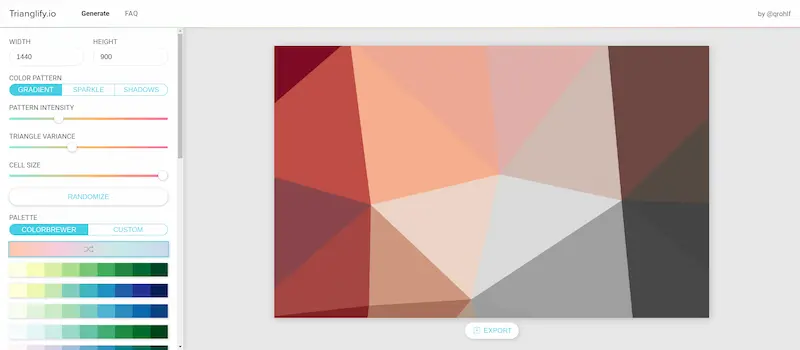 Trianglify.io Generate FAQ by @qrohlf
WIDTH HEIGHT
1440 900
COLOR PATTERN
GRADIENT SPARKLE SHADOWS
PATTERN INTENSITY
TRIANGLE VARIANCE
CELL SIZE
RANDOMIZE
PALETTE
COLORBREWER CUSTOM
EXPORT